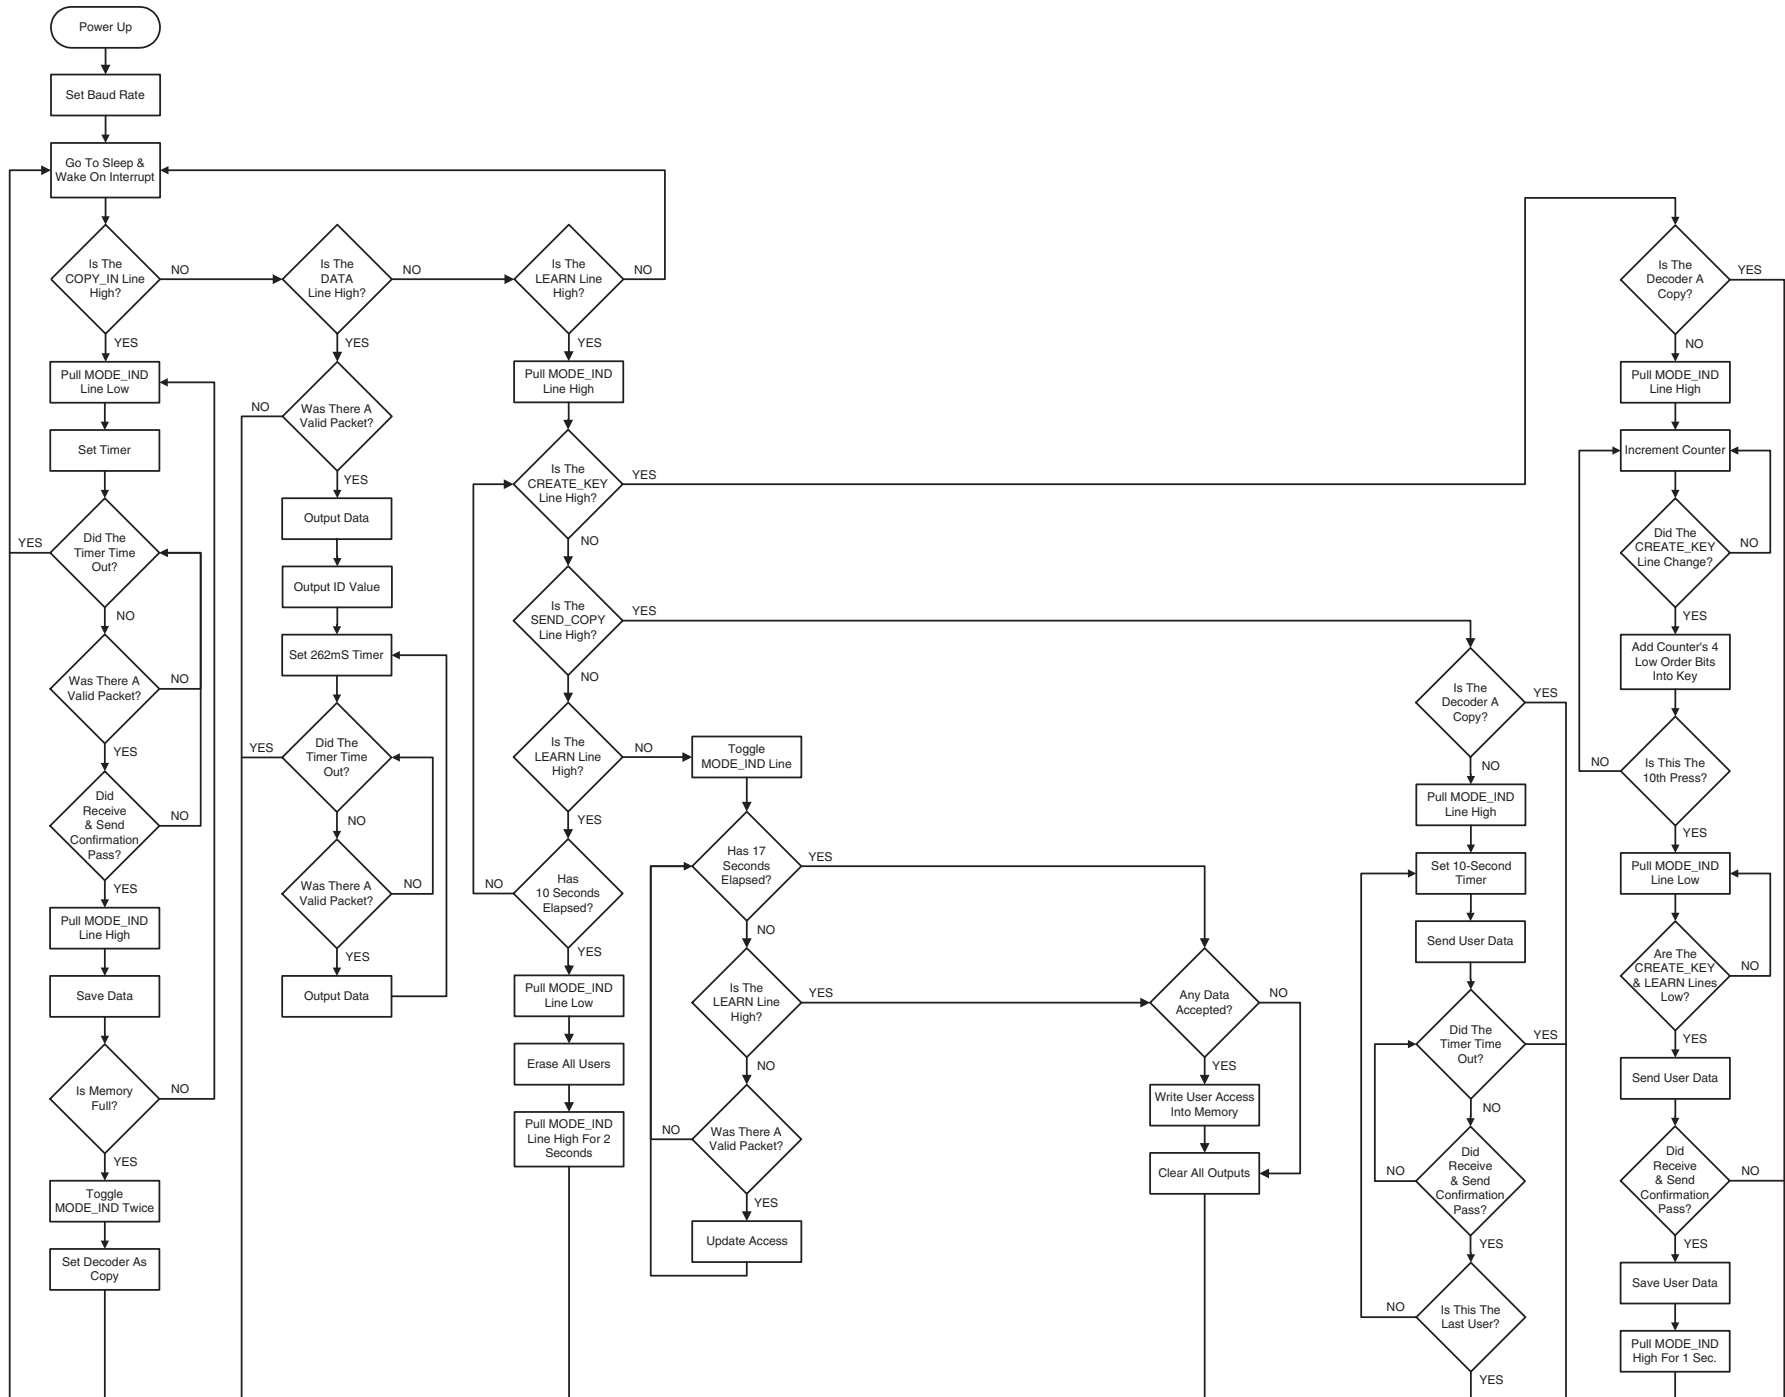 Power Up
Set Baud Rate
Go To Sleep &
Wake On Interrupt
Is The
COPY_IN Line
High?
NO
YES
Pull MODE_IND
Line Low
Set Timer
Did The
Timer Time
Out?
YES
NO
Was There A
Valid Packet?
NO
YES
Did
Receive
& Send
Confirmation
Pass?
NO
YES
Pull MODE_IND
Line High
Save Data
Is Memory
Full?
NO
YES
Toggle
MODE_IND Twice
Set Decoder As
Copy
Is The
DATA
Line High?
NO
YES
Was There A
Valid Packet?
NO
YES
Output Data
Output ID Value
Set 262mS Timer
Did The
Timer Time
Out?
YES
NO
Was There A
Valid Packet?
NO
YES
Output Data
Is The
LEARN Line
High?
NO
YES
Pull MODE_IND
Line High
Is The
CREATE_KEY
Line High?
YES
NO
Is The
SEND_COPY
Line High?
YES
NO
Is The
LEARN Line
High?
NO
YES
Has
10 Seconds
Elapsed?
NO
YES
Pull MODE_IND
Line Low
Erase All Users
Pull MODE_IND
Line High For 2
Seconds
Toggle
MODE_IND Line
Has 17
Seconds
Elapsed?
YES
NO
Is The
LEARN Line
High?
YES
NO
Was There A
Valid Packet?
NO
YES
Update Access
Any Data
Accepted?
NO
YES
Write User Access
Into Memory
Clear All Outputs
Is The
Decoder A
Copy?
YES
NO
Pull MODE_IND
Line High
Set 10-Second
Timer
Send User Data
Did The
Timer Time
Out?
YES
NO
Did
Receive
& Send
Confirmation
Pass?
NO
YES
Is This The
Last User?
NO
YES
Is The
Decoder A
Copy?
YES
NO
Pull MODE_IND
Line High
Increment Counter
Did The
CREATE_KEY
Line Change?
NO
YES
Add Counter's 4
Low Order Bits
Into Key
Is This The
10th Press?
NO
YES
Pull MODE_IND
Line Low
Are The
CREATE_KEY
& LEARN Lines
Low?
NO
YES
Send User Data
Did
Receive
& Send
Confirmation
Pass?
NO
YES
Save User Data
Pull MODE_IND
High For 1 Sec.